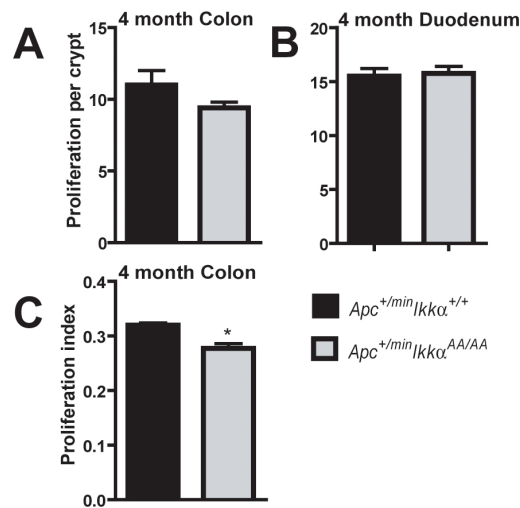 A
4 month Colon
Proliferation per crypt
15
10
5
0
B
4 month Duodenum
20
15
10
5
0
C
4 month Colon
Proliferation index
0.4
0.3
0.2
0.1
0.0
*
Apc+/minIkkα+/+
Apc+/minIkkαAA/AA